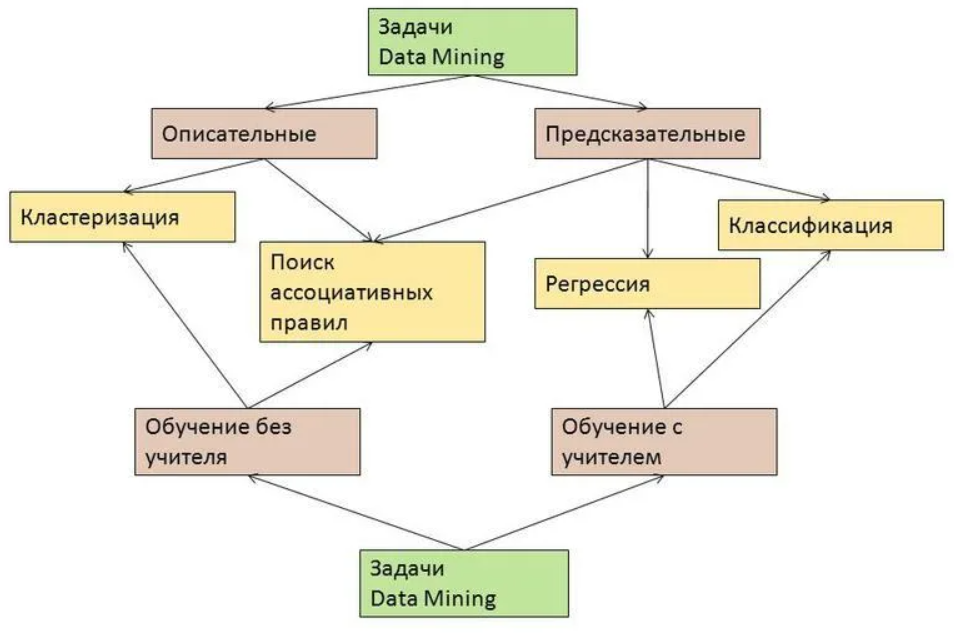 Задачи
Data Mining
Описательные
Предсказательные
Кластеризация
Классификация
Поиск
ассоциативных
правил
Регрессия
Обучение без
учителя
Обучение с
учителем
Задачи
Data Mining